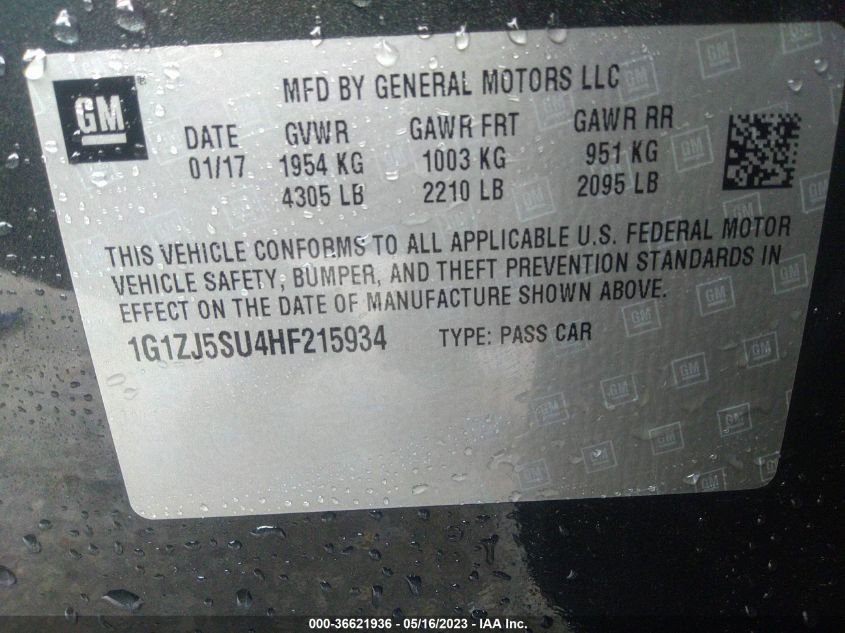 GM
MFD BY GENERAL MOTORS LLC
DATE GVWR GAWR FRT GAWR RR
01/17 1954 KG 1003 KG 951 KG
4305 LB 2210 LB 2095 LB
THIS VEHICLE CONFORMS TO ALL APPLICABLE U.S. FEDERAL MOTOR
VEHICLE SAFETY, BUMPER, AND THEFT PREVENTION STANDARDS IN
EFFECT ON THE DATE OF MANUFACTURE SHOWN ABOVE.
1G1ZJ5SU4HF215934 TYPE: PASS CAR
000-36621936 - 05/16/2023 - IAA Inc.